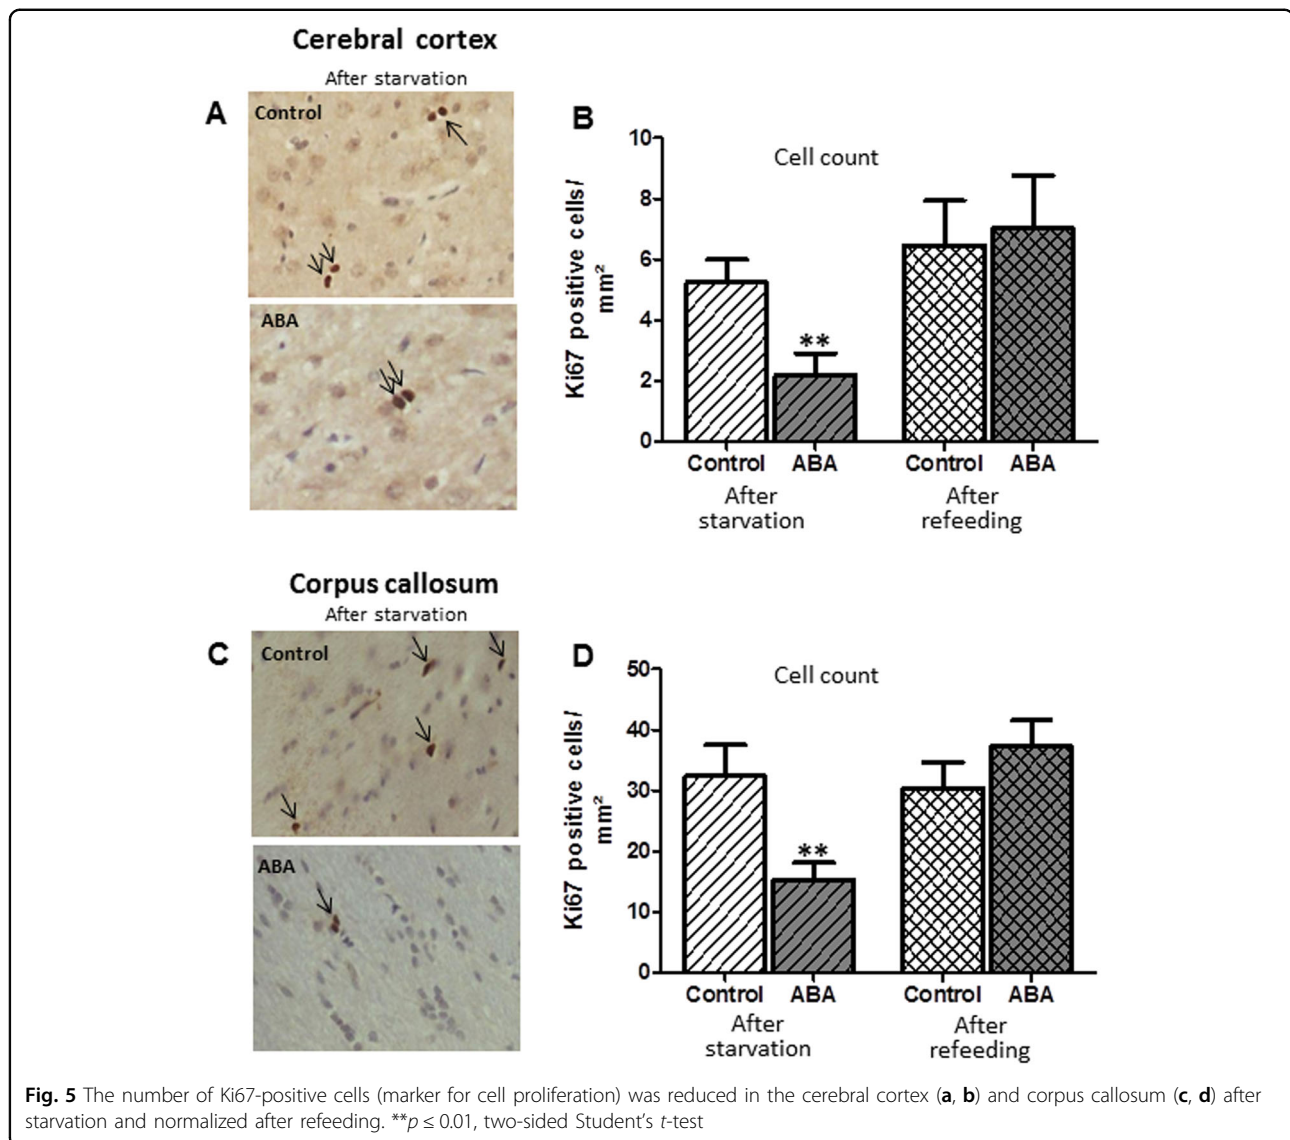 Cerebral cortex
After starvation
A
Control
ABA
B
Cell count
Ki67 positive cells/
mm²
10
8
6
4
2
0
Control ABA Control ABA
After starvation
After refeeding
Corpus callosum
After starvation
C
Control
ABA
D
Cell count
Ki67 positive cells/
mm²
50
40
30
20
10
0
**
**
Control ABA Control ABA
After starvation
After refeeding
Fig. 5 The number of Ki67-positive cells (marker for cell proliferation) was reduced in the cerebral cortex (a, b) and corpus callosum (c, d) after
starvation and normalized after refeeding. **p ≤ 0.01, two-sided Student's t-test